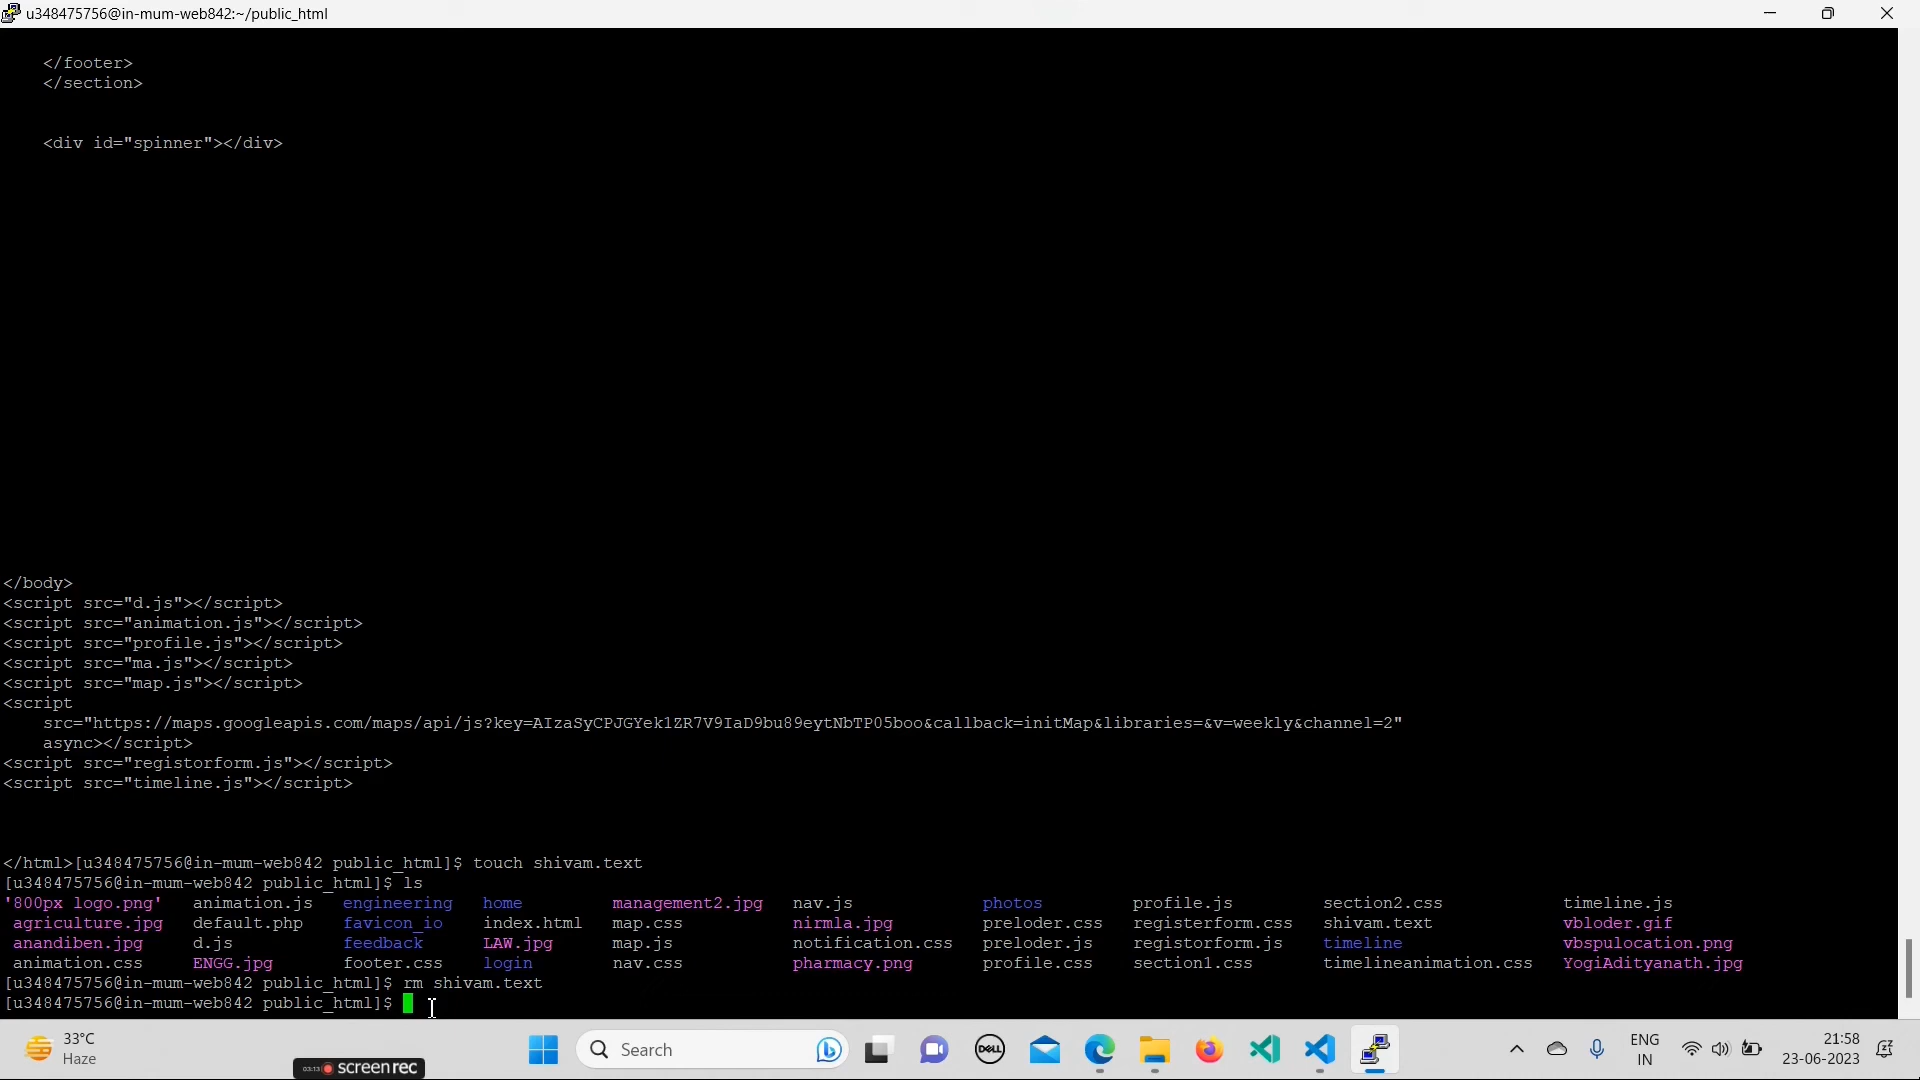 u348475756@in-mum-web842:~/public_html
</footer>
</section>
<div id="spinner"></div>
</body>
<script src="d.js"></script>
<script src="animation.js"></script>
<script src="profile.js"></script>
<script src="ma.js"></script>
<script src="map.js"></script>
<script
src="https://maps.googleapis.com/maps/api/js?key=AIzaSyCPJGYek1ZR7V9IaD9bu89eytNbTP05boo&callback=initMap&libraries=&v=weekly&channel=2"
async></script>
<script src="registorform.js"></script>
<script src="timeline.js"></script>
</html>[u348475756@in-mum-web842 public_html]$ touch shivam.text
[u348475756@in-mum-web842 public_html]$ ls
'800px logo.png' animation.js engineering home management2.jpg nav.js photos profile.js section2.css timeline.js
agriculture.jpg default.php favicon_io index.html map.css nirmla.jpg preloder.css registerform.css shivam.text vbloder.gif
anandiben.jpg d.js feedback LAW.jpg map.js notification.css preloder.js registorform.js timeline vbspulocation.png
animation.css ENGG.jpg footer.css login nav.css pharmacy.png profile.css section1.css timelineanimation.css YogiAdityanath.jpg
[u348475756@in-mum-web842 public_html]$ rm shivam.text
[u348475756@in-mum-web842 public_html]$
33°C
Haze
03:13 screen rec
Search
DELL
ENG
IN
21:58
23-06-2023